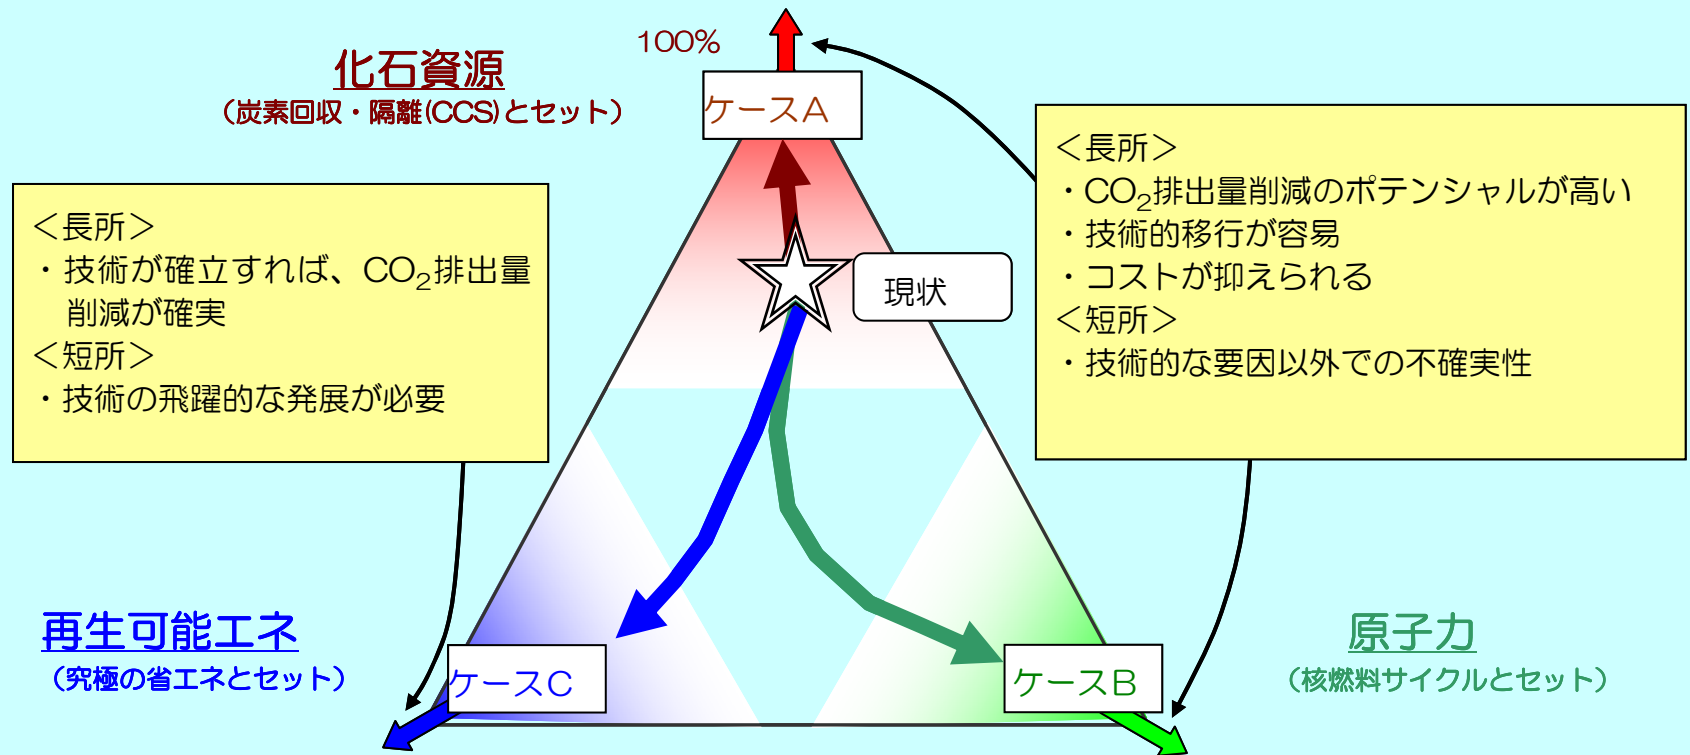 100%
化石資源
（炭素回収・隔離(CCS)とセット）
ケースA
＜長所＞
・技術が確立すれば、CO₂排出量
削減が確実
＜短所＞
・技術の飛躍的な発展が必要
＜長所＞
・CO₂排出量削減のポテンシャルが高い
・技術的移行が容易
・コストが抑えられる
＜短所＞
・技術的な要因以外での不確実性
現状
再生可能エネ
（究極の省エネとセット）
ケースC
ケースB
原子力
（核燃料サイクルとセット）